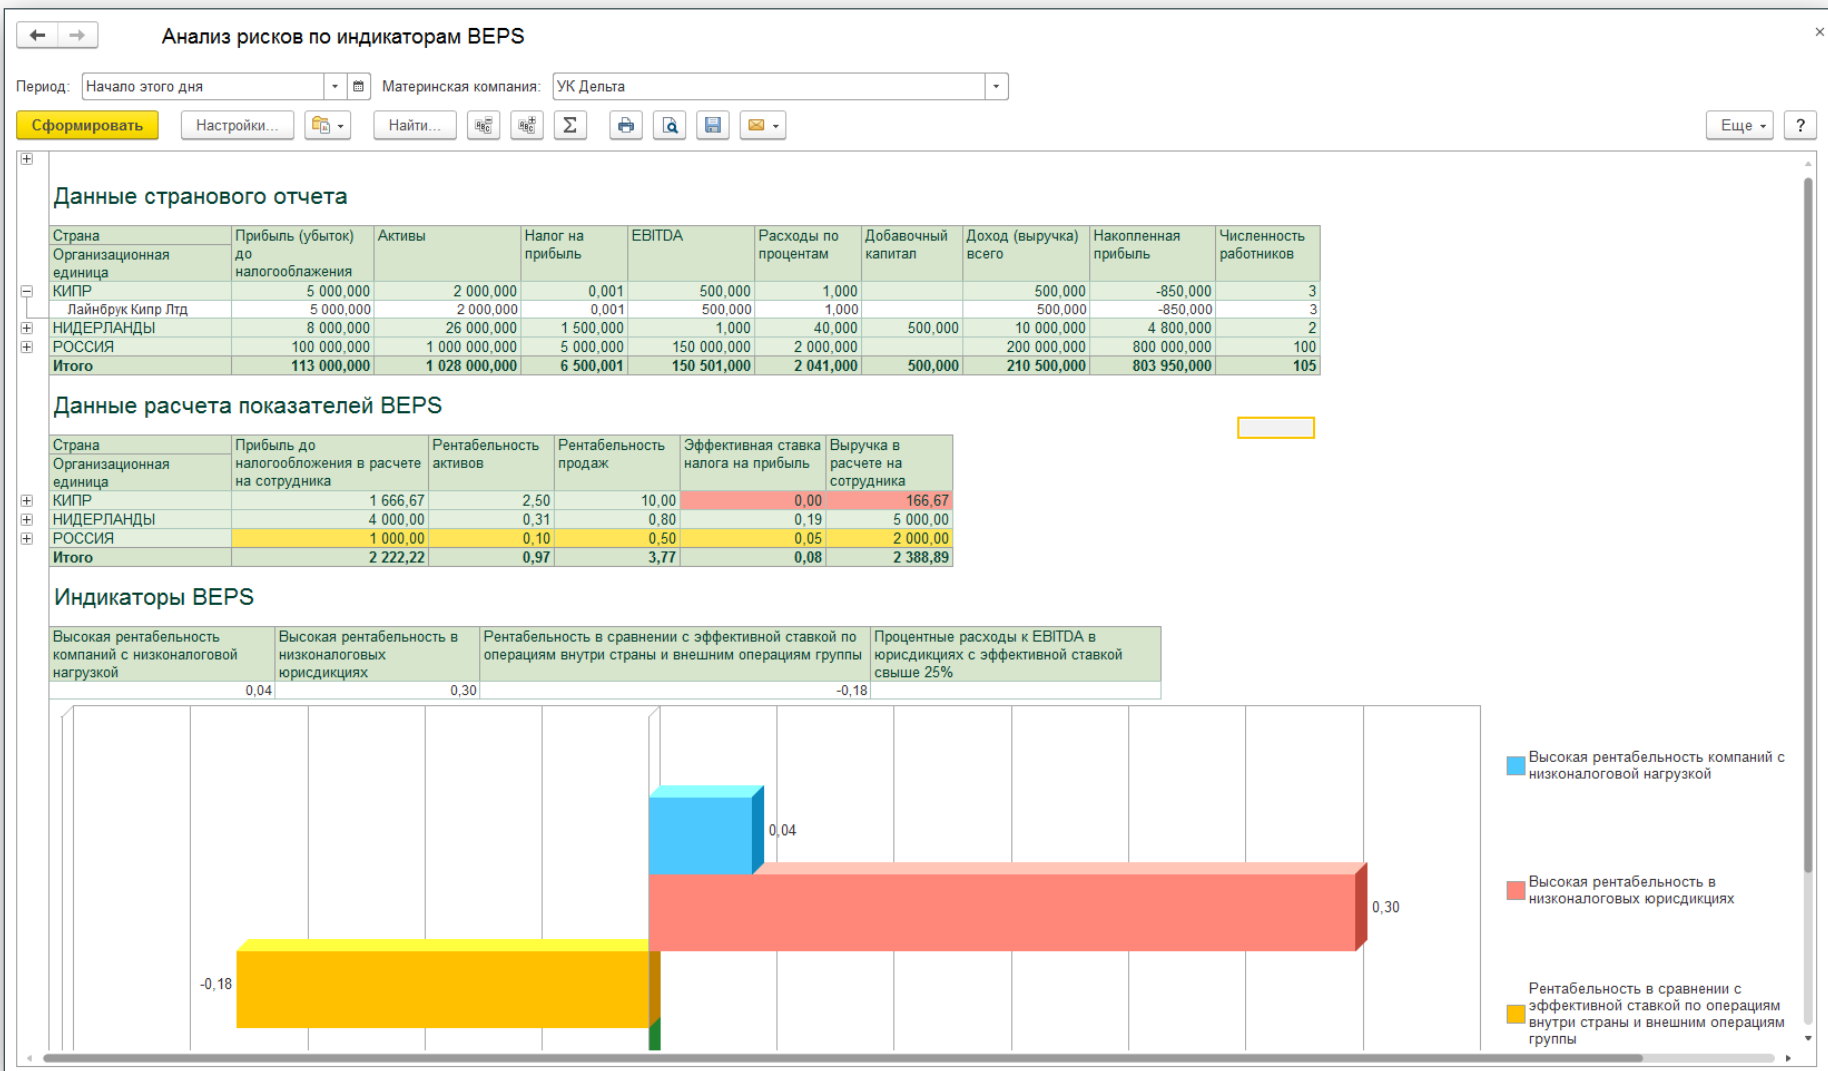 Анализ рисков по индикаторам BEPS
×
Период: Начало этого дня Материнская компания: УК Дельта
Сформировать Настройки... Найти... Σ Еще ?
Данные странового отчета
Страна
Организационная
единица
Прибыль (убыток)
до
налогооблажения
Активы
Налог на
прибыль
EBITDA
Расходы по
процентам
Добавочный
капитал
Доход (выручка)
всего
Накопленная
прибыль
Численность
работников
КИПР 5 000,000 2 000,000 0,001 500,000 1,000 500,000 -850,000 3
Лайнбрук Кипр Лтд 5 000,000 2 000,000 0,001 500,000 1,000 500,000 -850,000 3
НИДЕРЛАНДЫ 8 000,000 26 000,000 1 500,000 1,000 40,000 500,000 10 000,000 4 800,000 2
РОССИЯ 100 000,000 1 000 000,000 5 000,000 150 000,000 2 000,000 200 000,000 800 000,000 100
Итого 113 000,000 1 028 000,000 6 500,001 150 501,000 2 041,000 500,000 210 500,000 803 950,000 105
Данные расчета показателей BEPS
Страна
Организационная
единица
Прибыль до
налогообложения в расчете
на сотрудника
Рентабельность
активов
Рентабельность
продаж
Эффективная ставка
налога на прибыль
Выручка в
расчете на
сотрудника
КИПР 1 666,67 2,50 10,00 0,00 166,67
НИДЕРЛАНДЫ 4 000,00 0,31 0,80 0,19 5 000,00
РОССИЯ 1 000,00 0,10 0,50 0,05 2 000,00
Итого 2 222,22 0,97 3,77 0,08 2 388,89
Индикаторы BEPS
Высокая рентабельность
компаний с низконалоговой
нагрузкой
Высокая рентабельность в
низконалоговых
юрисдикциях
Рентабельность в сравнении с эффективной ставкой по
операциям внутри страны и внешним операциям группы
Процентные расходы к EBITDA в
юрисдикциях с эффективной ставкой
свыше 25%
0,04 0,30 -0,18
0,04
0,30
-0,18
Высокая рентабельность компаний с
низконалоговой нагрузкой
Высокая рентабельность в
низконалоговых юрисдикциях
Рентабельность в сравнении с
эффективной ставкой по операциям
внутри страны и внешним операциям
группы